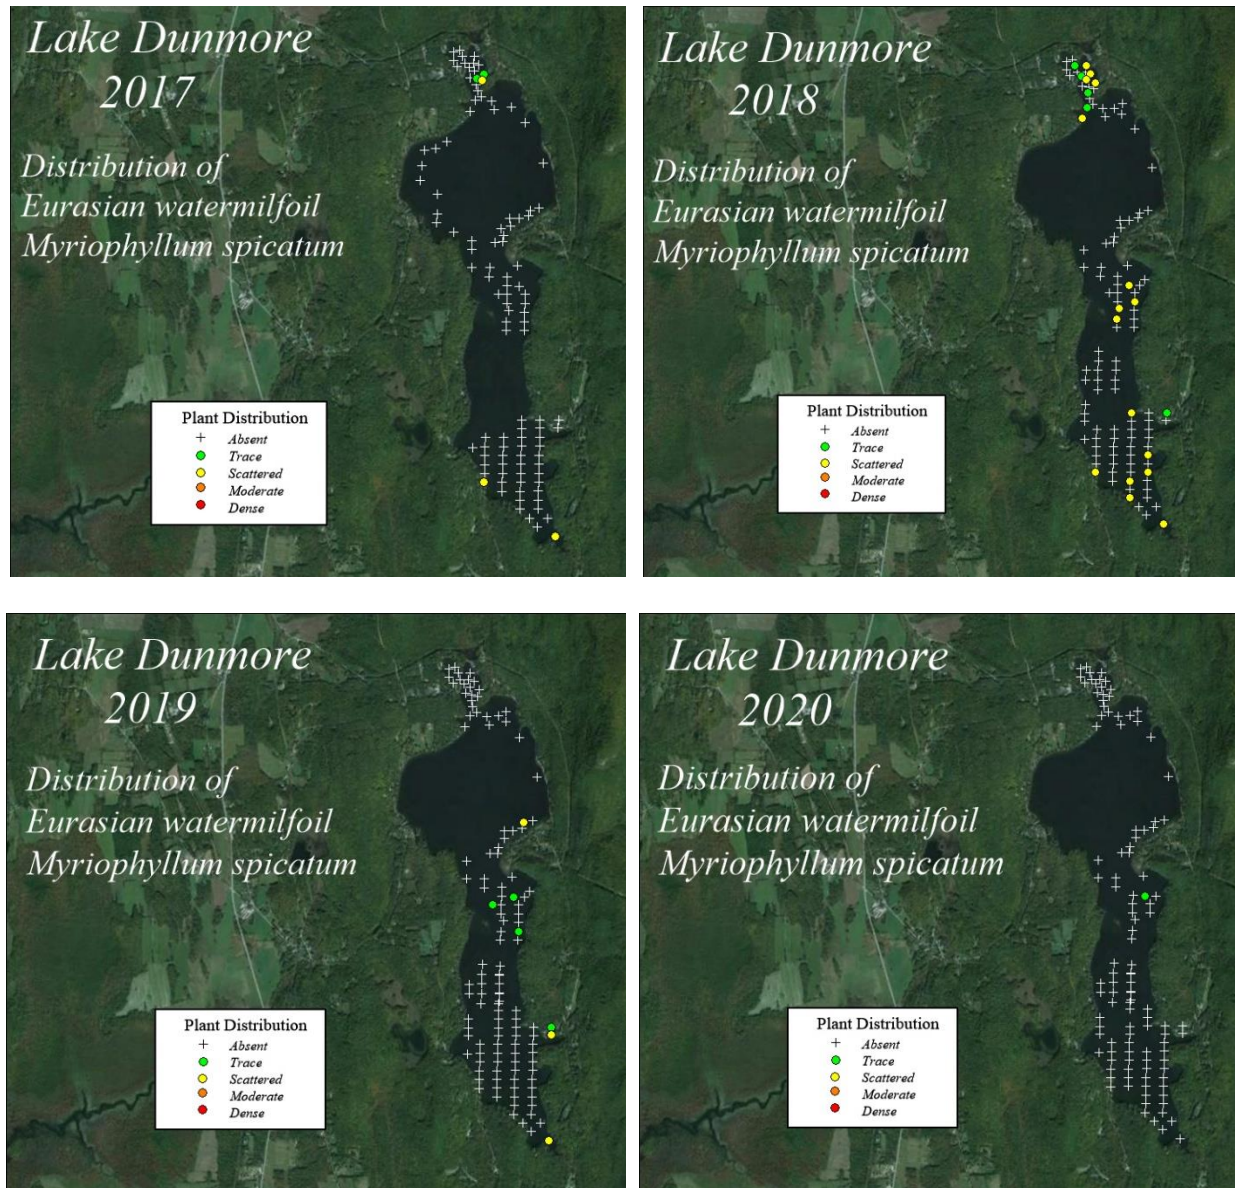 Lake Dunmore
2017
Distribution of
Eurasian watermilfoil
Myriophyllum spicatum
Plant Distribution
Absent
Trace
Scattered
Moderate
Dense
Lake Dunmore
2018
Distribution of
Eurasian watermilfoil
Myriophyllum spicatum
Plant Distribution
Absent
Trace
Scattered
Moderate
Dense
Lake Dunmore
2019
Distribution of
Eurasian watermilfoil
Myriophyllum spicatum
Plant Distribution
Absent
Trace
Scattered
Moderate
Dense
Lake Dunmore
2020
Distribution of
Eurasian watermilfoil
Myriophyllum spicatum
Plant Distribution
Absent
Trace
Scattered
Moderate
Dense